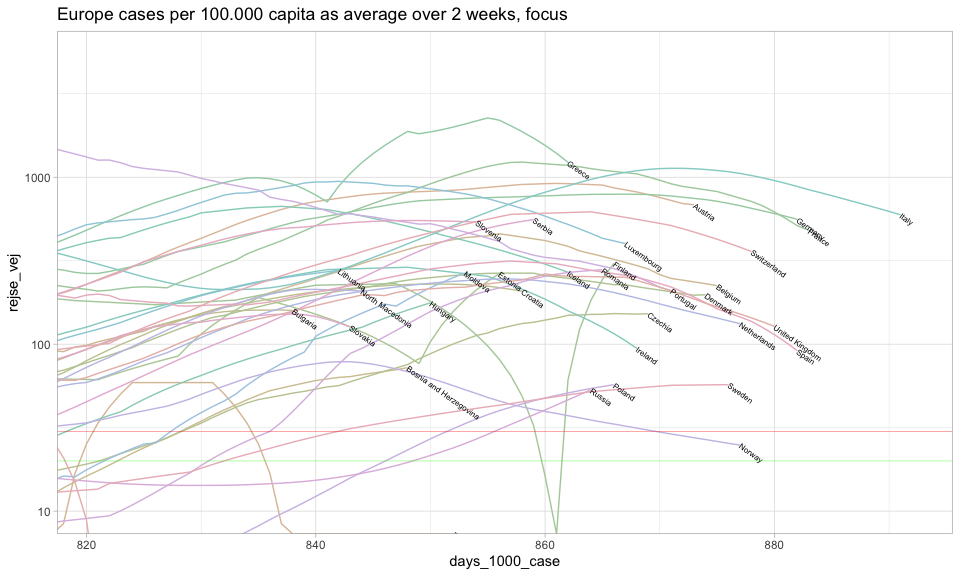 Europe cases per 100.000 capita as average over 2 weeks, focus
rejse_vej
1000
100
10
Greece
Austria
Italy
Germany
France
Serbia
Slovenia
Luxembourg
Switzerland
Finland
Romania
Iceland
Moldova
Estonia
Croatia
Lithuania
North Macedonia
Belgium
Portugal
Denmark
Hungary
Bulgaria
Slovakia
Czechia
Netherlands
United Kingdom
Spain
Ireland
Bosnia and Herzegovina
Poland
Russia
Sweden
Norway
820
840
860
880
days_1000_case